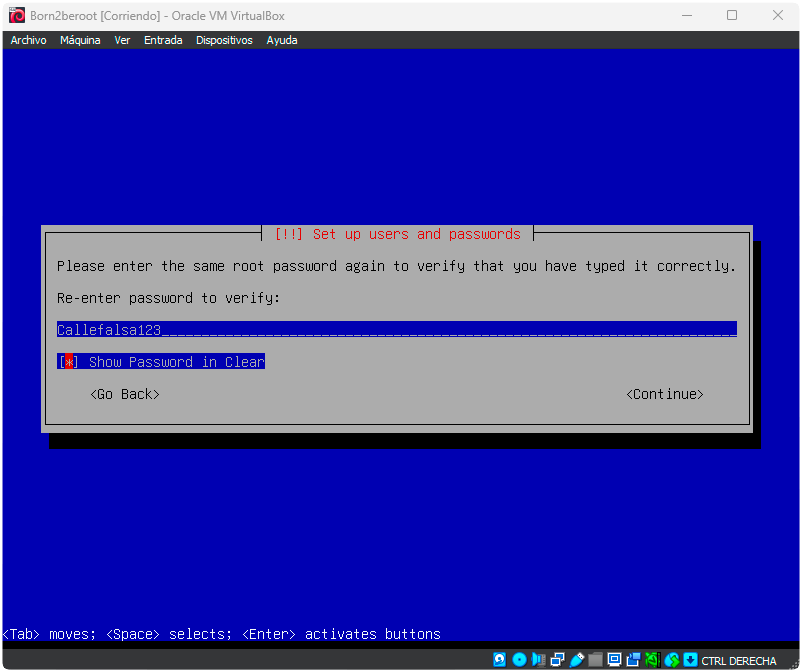 Born2beroot [Corriendo] - Oracle VM VirtualBox
Archivo Máquina Ver Entrada Dispositivos Ayuda
[!!] Set up users and passwords
Please enter the same root password again to verify that you have typed it correctly.
Re-enter password to verify:
Callefalsa123
[*] Show Password in Clear
<Go Back> <Continue>
<Tab> moves; <Space> selects; <Enter> activates buttons
CTRL DERECHA